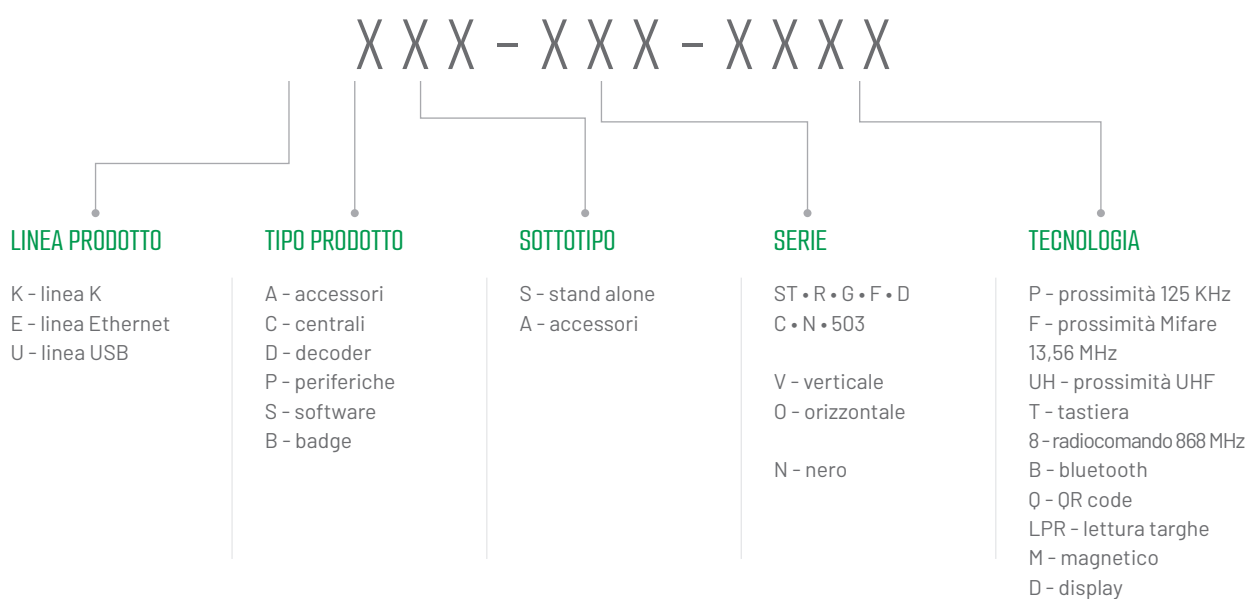 XXX - XXX - XXXX
LINEA PRODOTTO
K - linea K
E - linea Ethernet
U - linea USB
TIPO PRODOTTO
A - accessori
C - centrali
D - decoder
P - periferiche
S - software
B - badge
SOTTOTIPO
S - stand alone
A - accessori
SERIE
ST • R • G • F • D
C • N • 503
V - verticale
O - orizzontale
N - nero
TECNOLOGIA
P - prossimità 125 KHz
F - prossimità Mifare
13,56 MHz
UH - prossimità UHF
T - tastiera
8 - radiocomando 868 MHz
B - bluetooth
Q - QR code
LPR - lettura targhe
M - magnetico
D - display